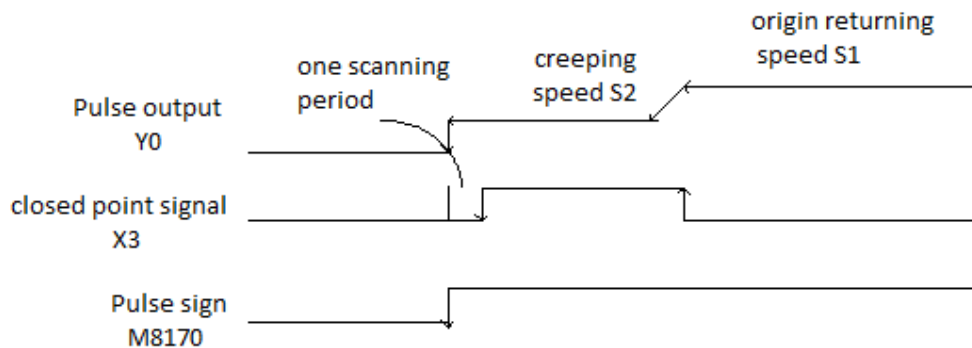 origin returning
speed S1
creeping
speed S2
one scanning
period
Pulse output
Y0
closed point signal
X3
Pulse sign
M8170